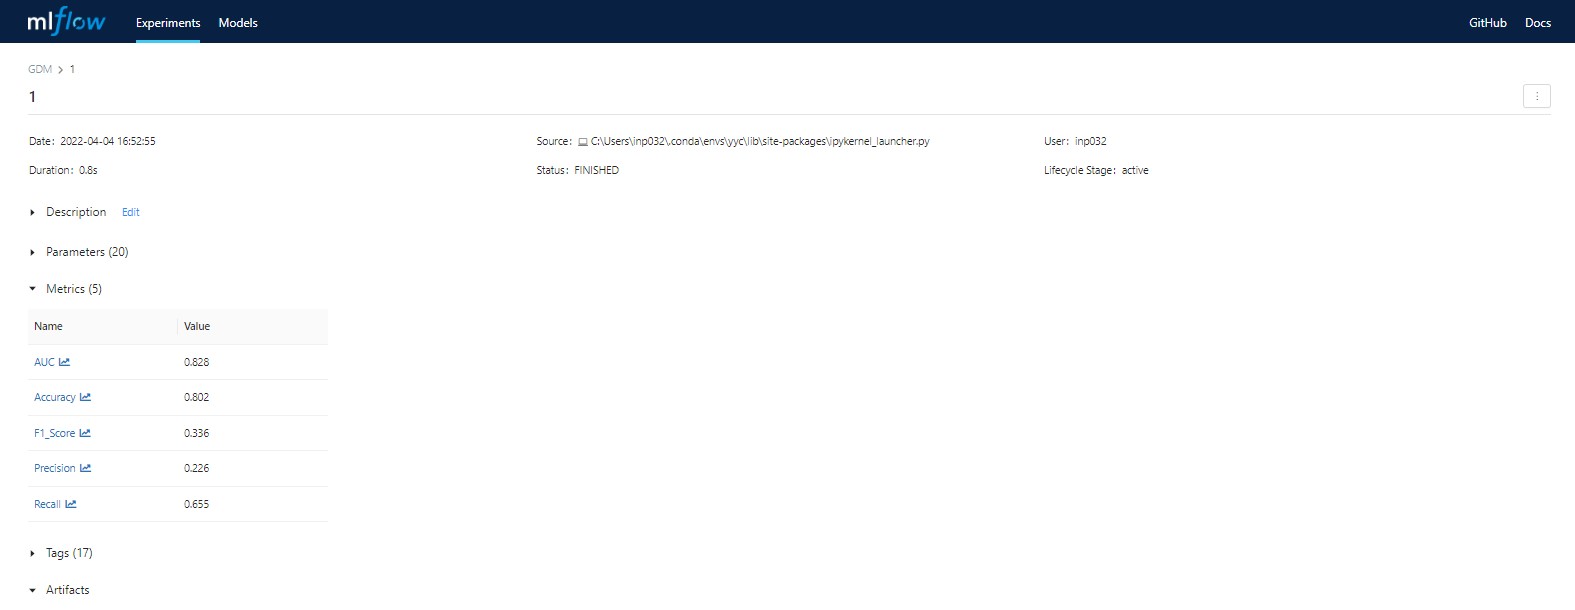 mlflow Experiments Models GitHub Docs
GDM > 1
1
Date: 2022-04-04 16:52:55 Source: C:\Users\inp032\.conda\envs\yyc\lib\site-packages\ipykernel_launcher.py User: inp032
Duration: 0.8s Status: FINISHED Lifecycle Stage: active
Description Edit
Parameters (20)
Metrics (5)
Name Value
AUC 0.828
Accuracy 0.802
F1_Score 0.336
Precision 0.226
Recall 0.655
Tags (17)
Artifacts